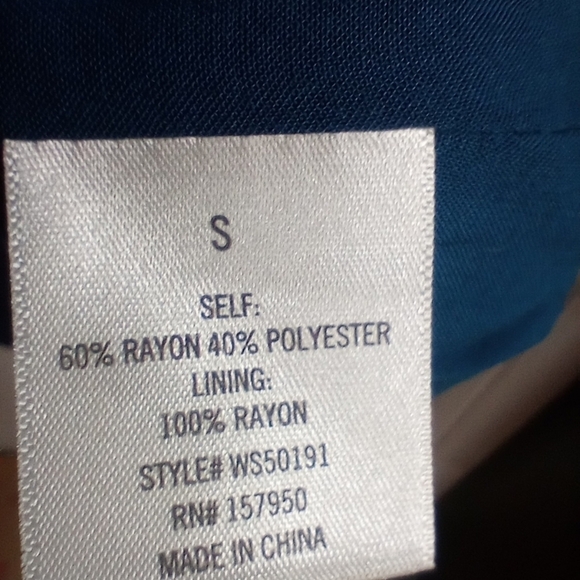 S
SELF:
60% RAYON 40% POLYESTER
LINING:
100% RAYON
STYLE# WS50191
RN# 157950
MADE IN CHINA